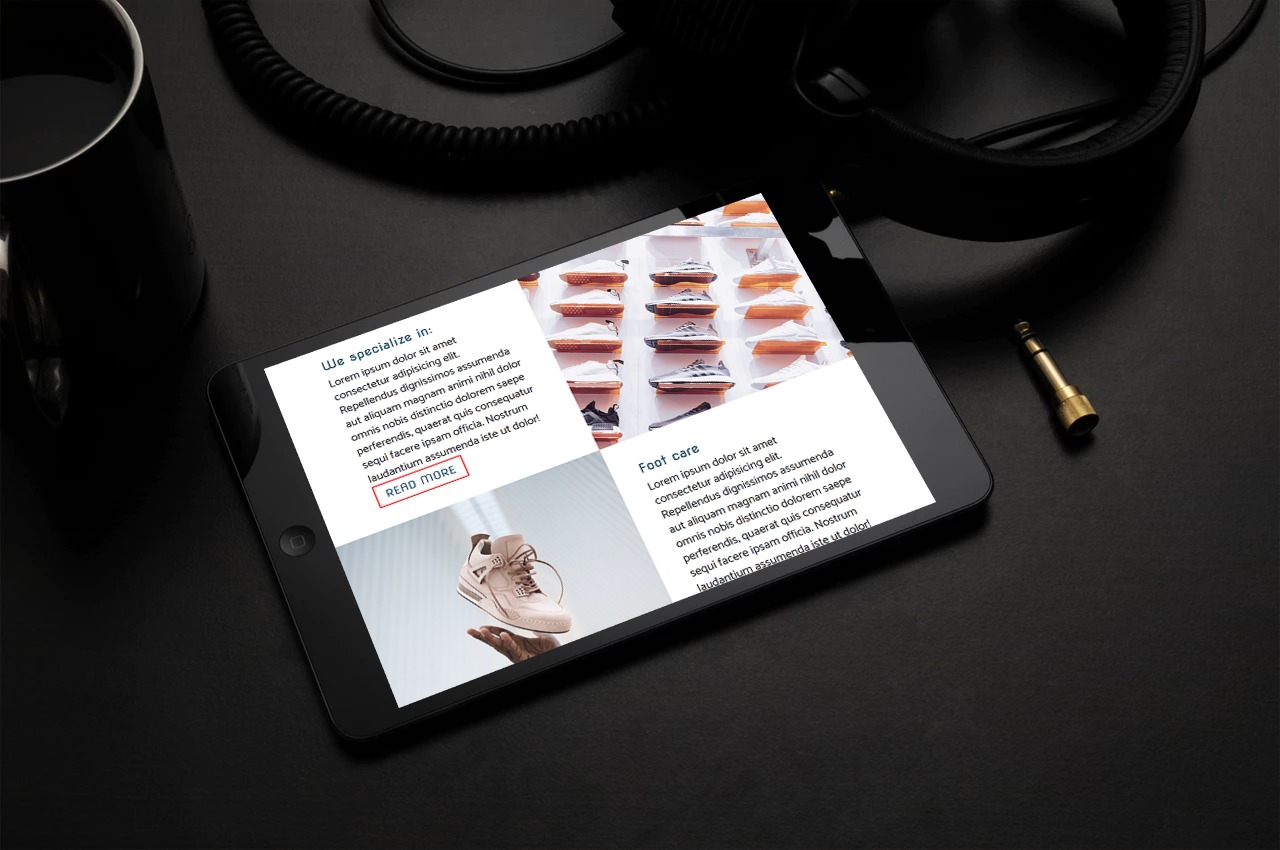 We specialize in:
Lorem ipsum dolor sit amet
consectetur adipisicing elit.
Repellendus dignissimos assumenda
aut aliquam magnam animi nihil dolor
omnis nobis distinctio dolorem saepe
perferendis, quaerat quis consequatur
sequi facere ipsam officia. Nostrum
laudantium assumenda iste ut dolor!
READ MORE
Foot care
Lorem ipsum dolor sit amet
consectetur adipisicing elit.
Repellendus dignissimos assumenda
aut aliquam magnam animi nihil dolor
omnis nobis distinctio dolorem saepe
perferendis, quaerat quis consequatur
sequi facere ipsam officia. Nostrum
laudantium assumenda iste ut dolor!